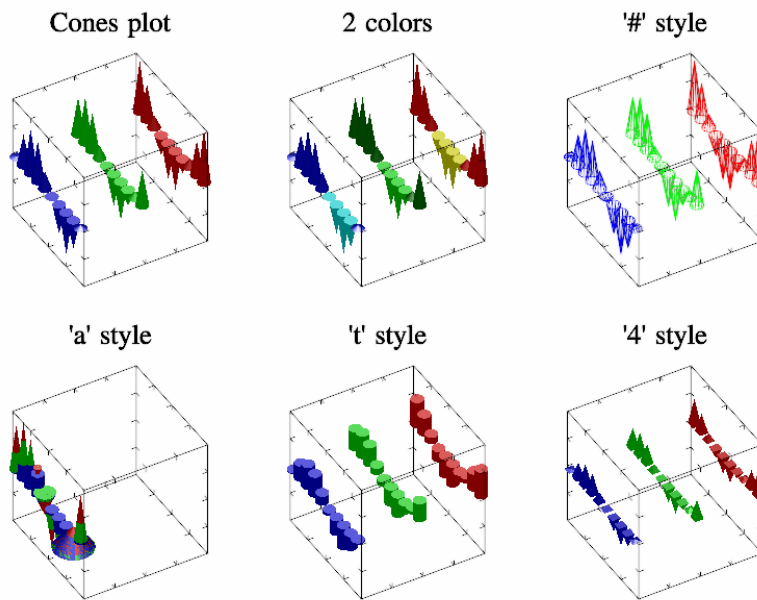 Cones plot
2 colors
'#' style
'a' style
't' style
'4' style